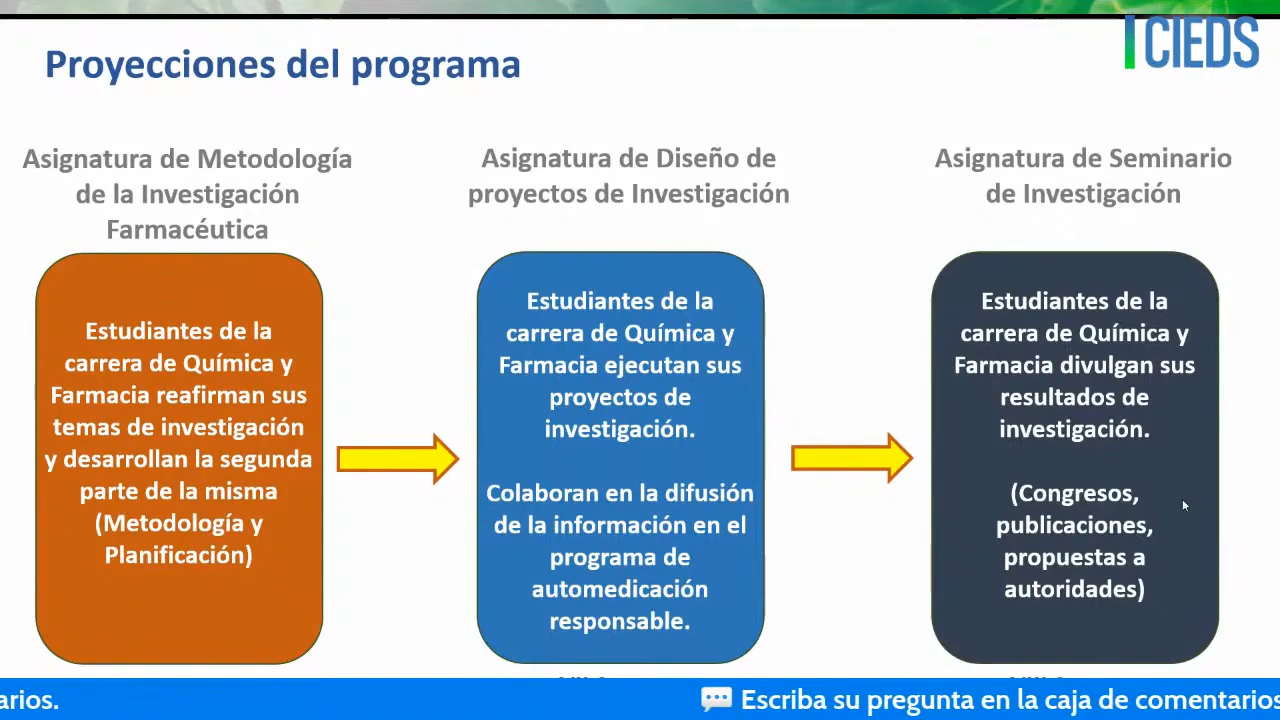 CIEDS
Proyecciones del programa
Asignatura de Metodología
de la Investigación
Farmacéutica
Estudiantes de la
carrera de Química y
Farmacia reafirman sus
temas de investigación
y desarrollan la segunda
parte de la misma
(Metodología y
Planificación)
Asignatura de Diseño de
proyectos de Investigación
Estudiantes de la
carrera de Química y
Farmacia ejecutan sus
proyectos de
investigación.
Colaboran en la difusión
de la información en el
programa de
automedicación
responsable.
Asignatura de Seminario
de Investigación
Estudiantes de la
carrera de Química y
Farmacia divulgan sus
resultados de
investigación.
(Congresos,
publicaciones,
propuestas a
autoridades)
arios. 💬 Escriba su pregunta en la caja de comentarios